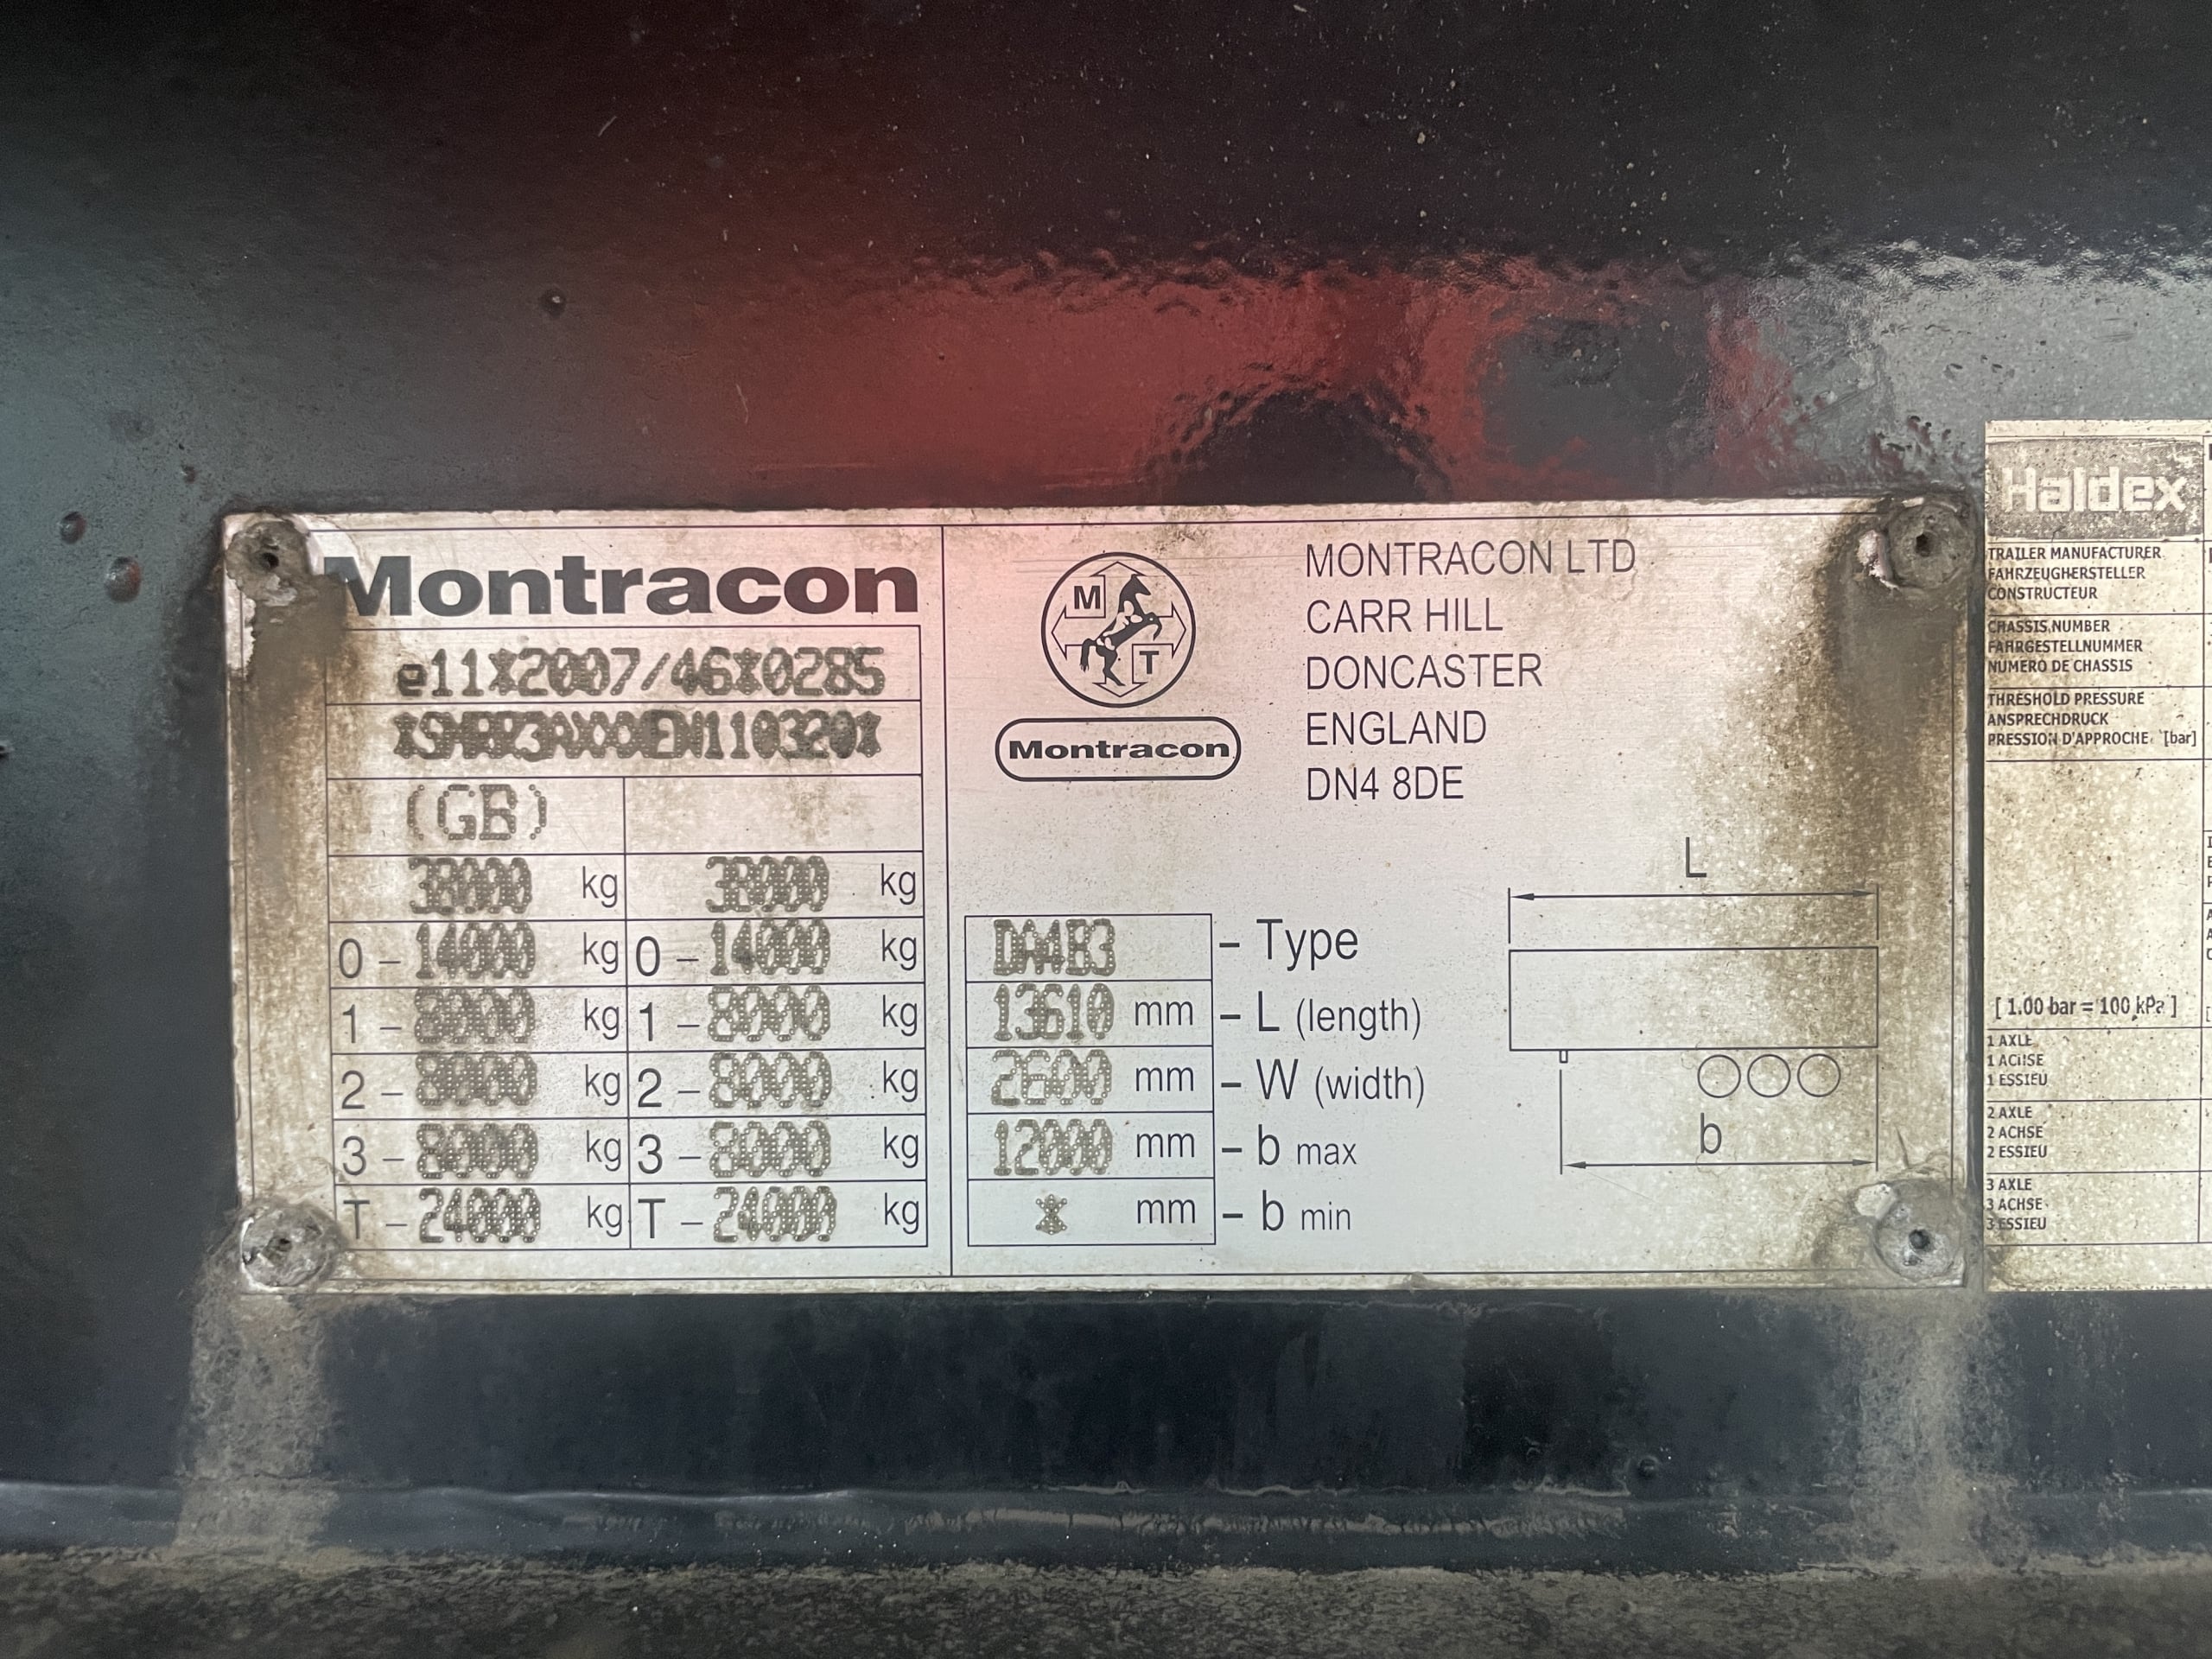 Montracon
e11*2007/46*0285
(GB)
38000 kg 38000 kg
0 - 14000 kg 0 - 14000 kg
1 - 8000 kg 1 - 8000 kg
2 - 8000 kg 2 - 8000 kg
3 - 8000 kg 3 - 8000 kg
T - 24000 kg T - 24000 kg
M
T
Montracon
MONTRACON LTD
CARR HILL
DONCASTER
ENGLAND
DN4 8DE
DA4B3 - Type
13610 mm - L (length)
2600 mm - W (width)
12000 mm - b max
* mm - b min
L
b
Haldex
TRAILER MANUFACTURER
FAHRZEUGHERSTELLER
CONSTRUCTEUR
CHASSIS NUMBER
FAHRGESTELLNUMMER
NUMERO DE CHASSIS
THRESHOLD PRESSURE
ANSPRECHDRUCK
PRESSION D'APPROCHE [bar]
[ 1.00 bar = 100 kPa ]
1 AXLE
1 ACHSE
1 ESSIEU
2 AXLE
2 ACHSE
2 ESSIEU
3 AXLE
3 ACHSE
3 ESSIEU